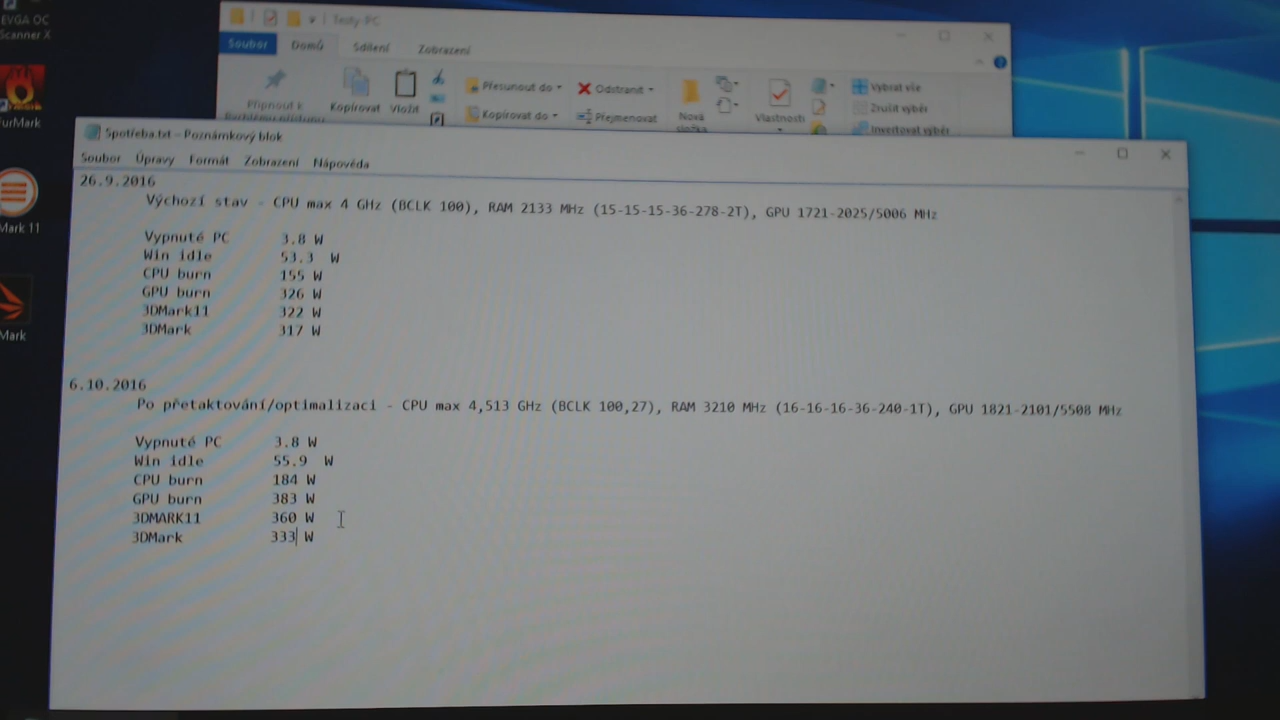 EVGA OC
Scanner X
Testy PC
Soubor Domů Sdílení Zobrazení
Připnout k
Kopírovat
Vložit
Přesunout do
Kopírovat do
Odstranit
Přejmenovat
Nová
složka
Vlastnosti
Vybrat vše
Zrušit výběr
Invertovat výběr
urMark
Mark 11
Mark
Spotřeba.txt – Poznámkový blok
Soubor Úpravy Formát Zobrazení Nápověda
26.9.2016
Výchozí stav - CPU max 4 GHz (BCLK 100), RAM 2133 MHz (15-15-15-36-278-2T), GPU 1721-2025/5006 MHz
Vypnuté PC 3.8 W
Win idle 53.3 W
CPU burn 155 W
GPU burn 326 W
3DMark11 322 W
3DMark 317 W
6.10.2016
Po přetaktování/optimalizaci - CPU max 4,513 GHz (BCLK 100,27), RAM 3210 MHz (16-16-16-36-240-1T), GPU 1821-2101/5508 MHz
Vypnuté PC 3.8 W
Win idle 55.9 W
CPU burn 184 W
GPU burn 383 W
3DMARK11 360 W
3DMark 333 W